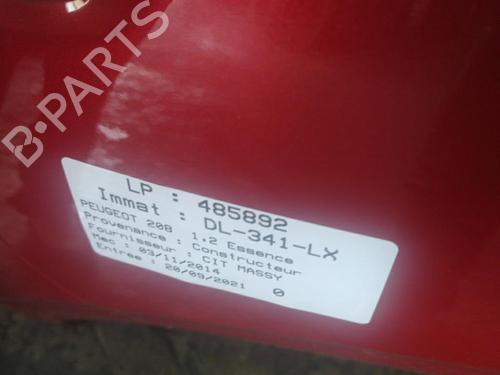 B-PARTS
LP : 485892
Immat : DL-341-LX
PEUGEOT 208 1.2 Essence
Provenance : Constructeur
Fournisseur : CIT MASSY
Mec : 03/11/2014
Entree : 20/09/2021 0